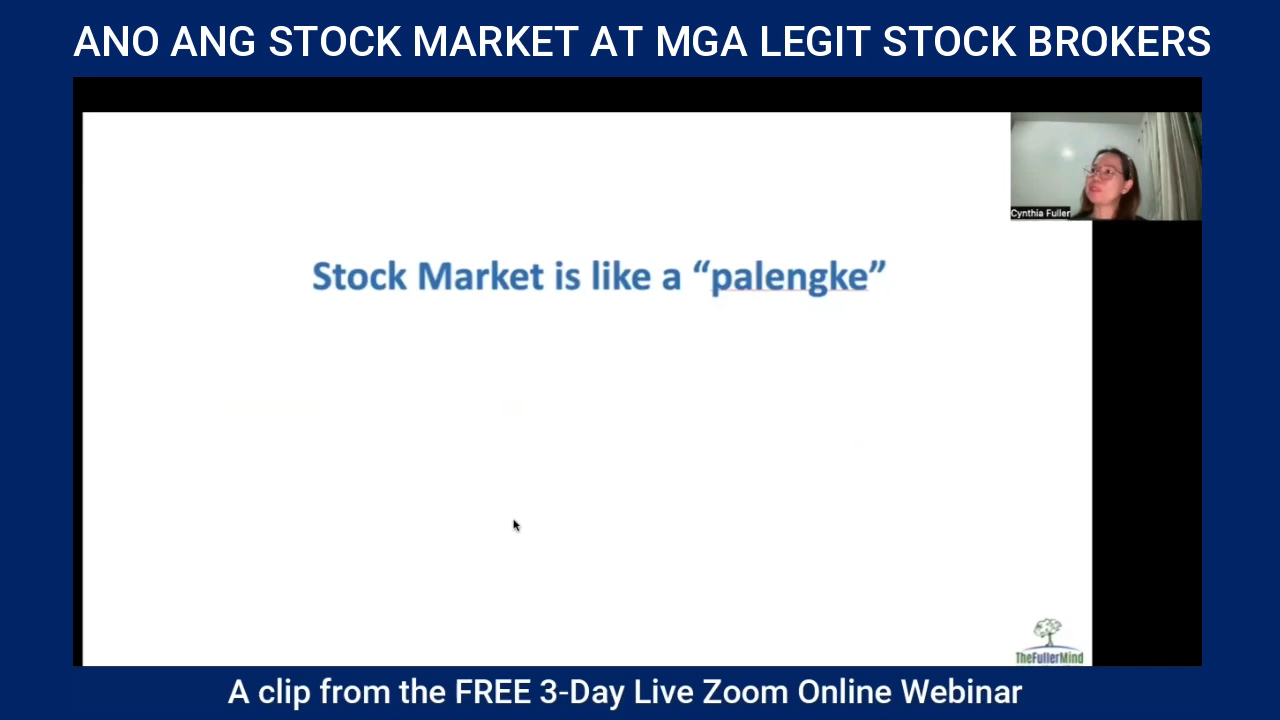 ANO ANG STOCK MARKET AT MGA LEGIT STOCK BROKERS
Cynthia Fuller
Stock Market is like a “palengke”
TheFullerMind
A clip from the FREE 3-Day Live Zoom Online Webinar